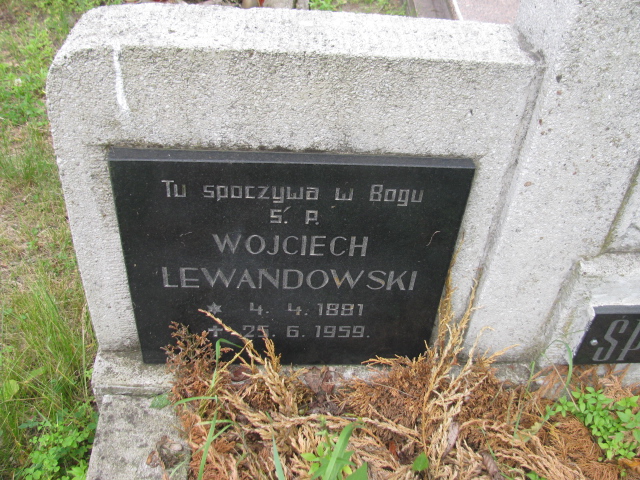 Tu spoczywa w Bogu
Ś. P.
WOJCIECH
LEWANDOWSKI
* 4. 4. 1881
+ 25. 6. 1959.